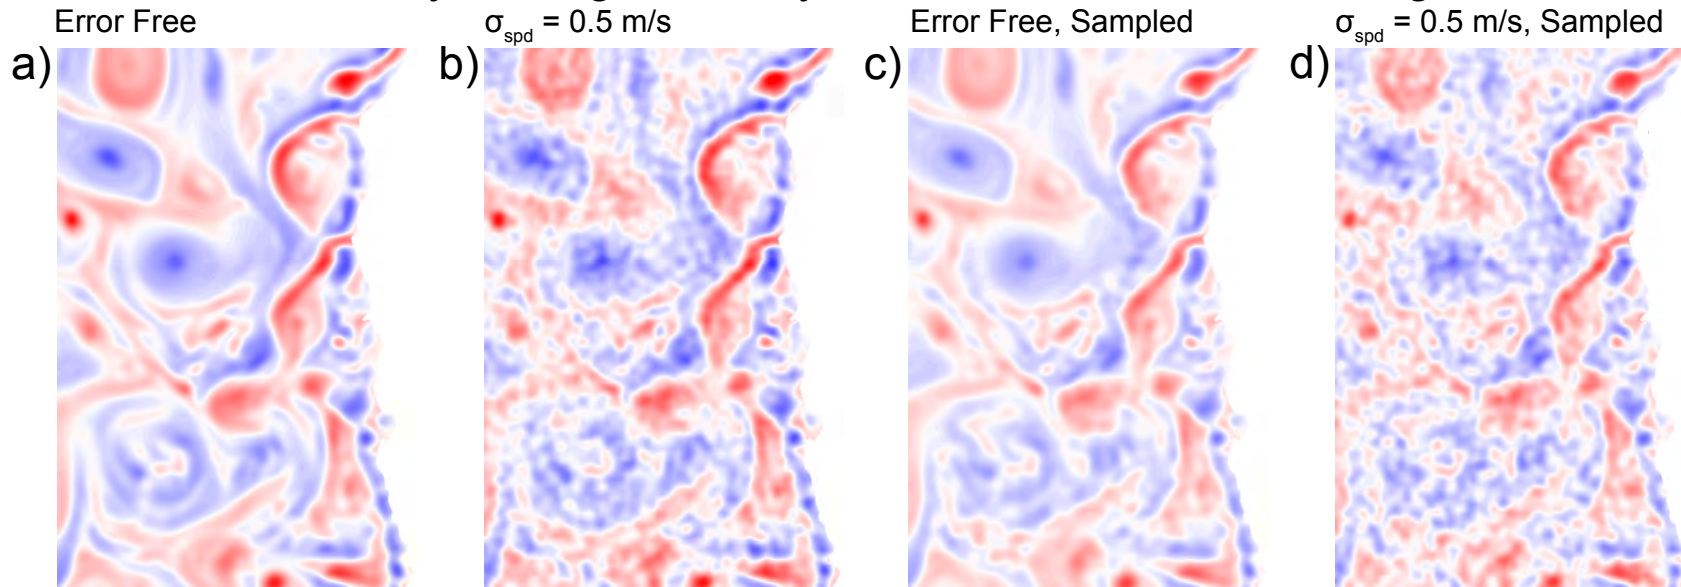 Error Free
σspd = 0.5 m/s
Error Free, Sampled
σspd = 0.5 m/s, Sampled
a)
b)
c)
d)